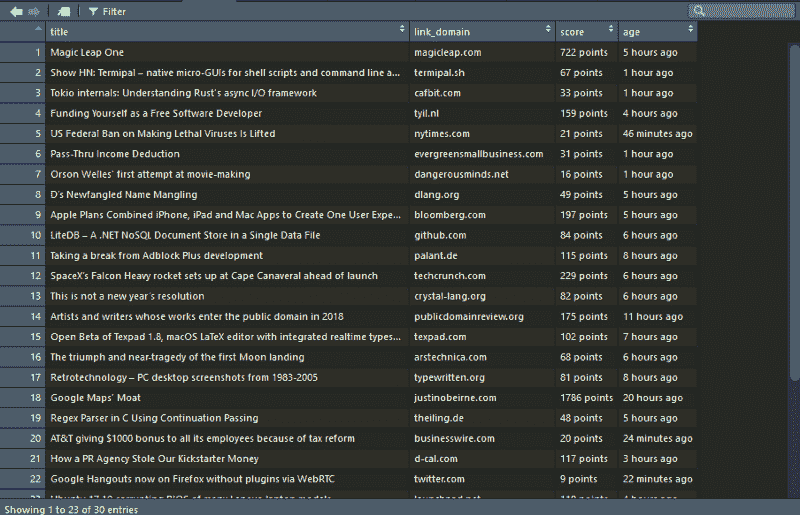 Filter
title link_domain score age
1 Magic Leap One magicleap.com 722 points 5 hours ago
2 Show HN: Termipal – native micro-GUIs for shell scripts and command line a... termipal.sh 67 points 1 hour ago
3 Tokio internals: Understanding Rust's async I/O framework cafbit.com 33 points 1 hour ago
4 Funding Yourself as a Free Software Developer tyil.nl 159 points 4 hours ago
5 US Federal Ban on Making Lethal Viruses Is Lifted nytimes.com 21 points 46 minutes ago
6 Pass-Thru Income Deduction evergreensmallbusiness.com 31 points 1 hour ago
7 Orson Welles' first attempt at movie-making dangerousminds.net 16 points 1 hour ago
8 D's Newfangled Name Mangling dlang.org 49 points 5 hours ago
9 Apple Plans Combined iPhone, iPad and Mac Apps to Create One User Expe... bloomberg.com 197 points 5 hours ago
10 LiteDB – A .NET NoSQL Document Store in a Single Data File github.com 84 points 6 hours ago
11 Taking a break from Adblock Plus development palant.de 115 points 8 hours ago
12 SpaceX's Falcon Heavy rocket sets up at Cape Canaveral ahead of launch techcrunch.com 229 points 6 hours ago
13 This is not a new year's resolution crystal-lang.org 82 points 6 hours ago
14 Artists and writers whose works enter the public domain in 2018 publicdomainreview.org 175 points 11 hours ago
15 Open Beta of Texpad 1.8, macOS LaTeX editor with integrated realtime types... texpad.com 102 points 7 hours ago
16 The triumph and near-tragedy of the first Moon landing arstechnica.com 68 points 6 hours ago
17 Retrotechnology – PC desktop screenshots from 1983-2005 typewritten.org 81 points 8 hours ago
18 Google Maps' Moat justinobeirne.com 1786 points 20 hours ago
19 Regex Parser in C Using Continuation Passing theiling.de 48 points 5 hours ago
20 AT&T giving $1000 bonus to all its employees because of tax reform businesswire.com 20 points 24 minutes ago
21 How a PR Agency Stole Our Kickstarter Money d-cal.com 117 points 3 hours ago
22 Google Hangouts now on Firefox without plugins via WebRTC twitter.com 9 points 22 minutes ago
Showing 1 to 23 of 30 entries